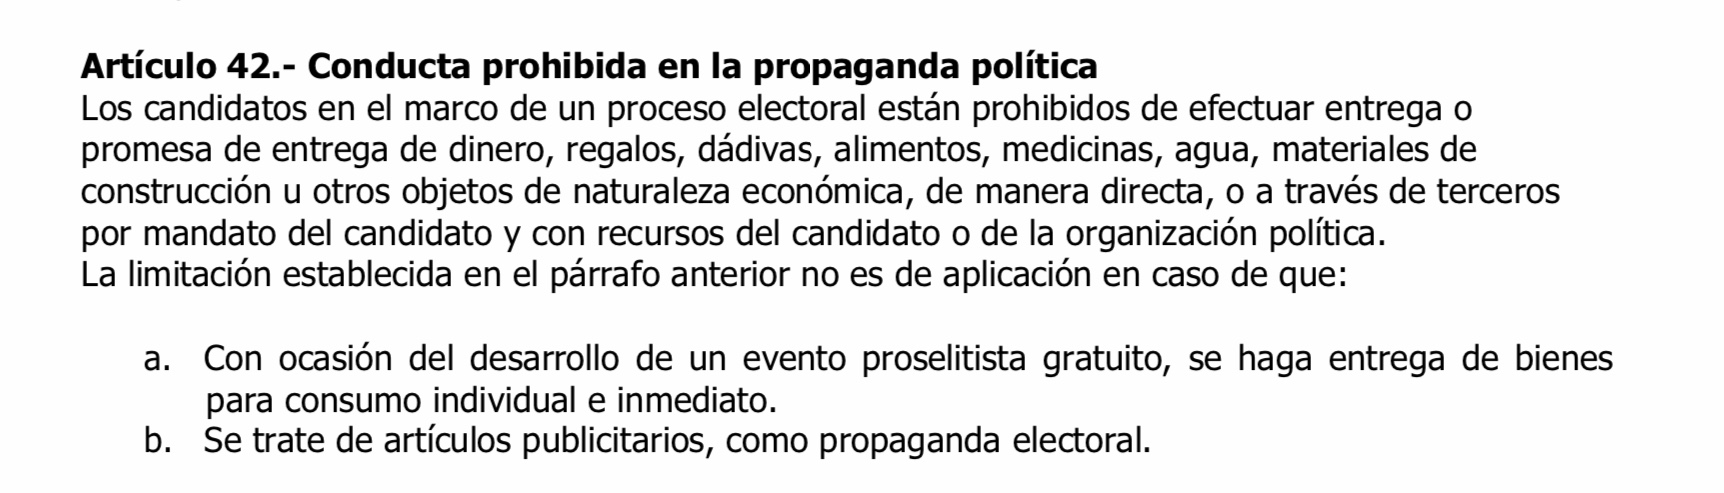 Artículo 42.- Conducta prohibida en la propaganda política
Los candidatos en el marco de un proceso electoral están prohibidos de efectuar entrega o
promesa de entrega de dinero, regalos, dádivas, alimentos, medicinas, agua, materiales de
construcción u otros objetos de naturaleza económica, de manera directa, o a través de terceros
por mandato del candidato y con recursos del candidato o de la organización política.
La limitación establecida en el párrafo anterior no es de aplicación en caso de que:
a. Con ocasión del desarrollo de un evento proselitista gratuito, se haga entrega de bienes
para consumo individual e inmediato.
b. Se trate de artículos publicitarios, como propaganda electoral.